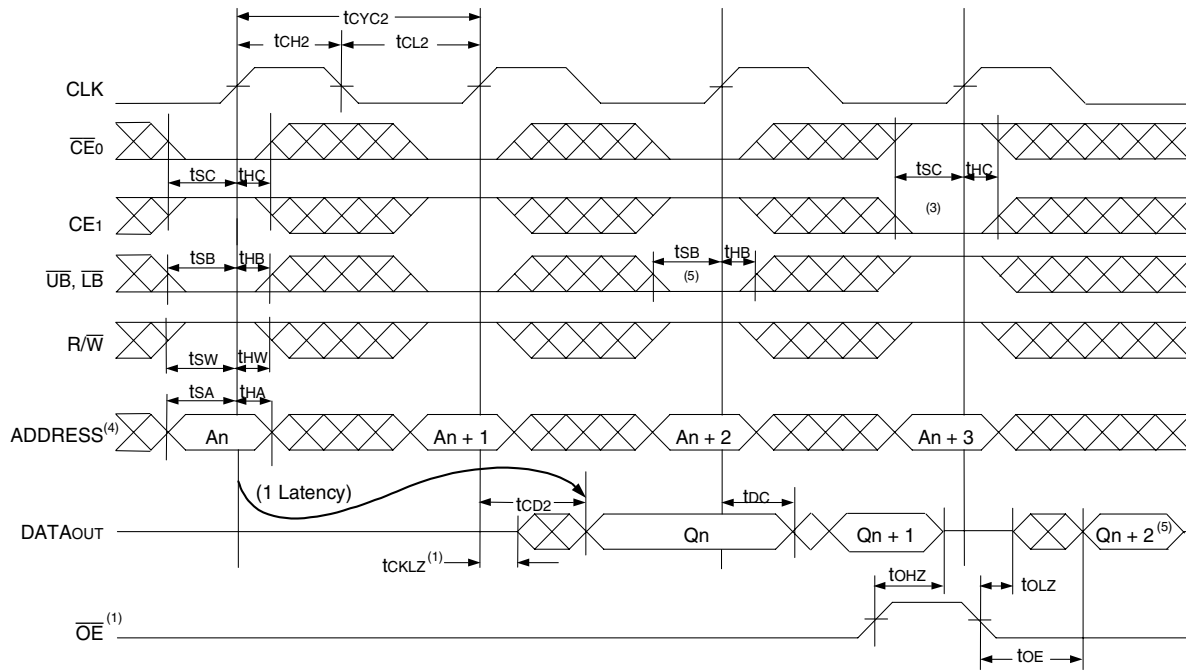 tCYC2
tCH2 tCL2
CLK
CE0
tSC tHC tSC tHC
CE1 (3)
tSB tHB tSB tHB
UB, LB (5)
R/W
tSW tHW
tSA tHA
ADDRESS(4) An An + 1 An + 2 An + 3
(1 Latency) tCD2 tDC
DATAOUT Qn Qn + 1 Qn + 2(5)
tCKLZ(1) tOHZ tOLZ
OE(1)
tOE